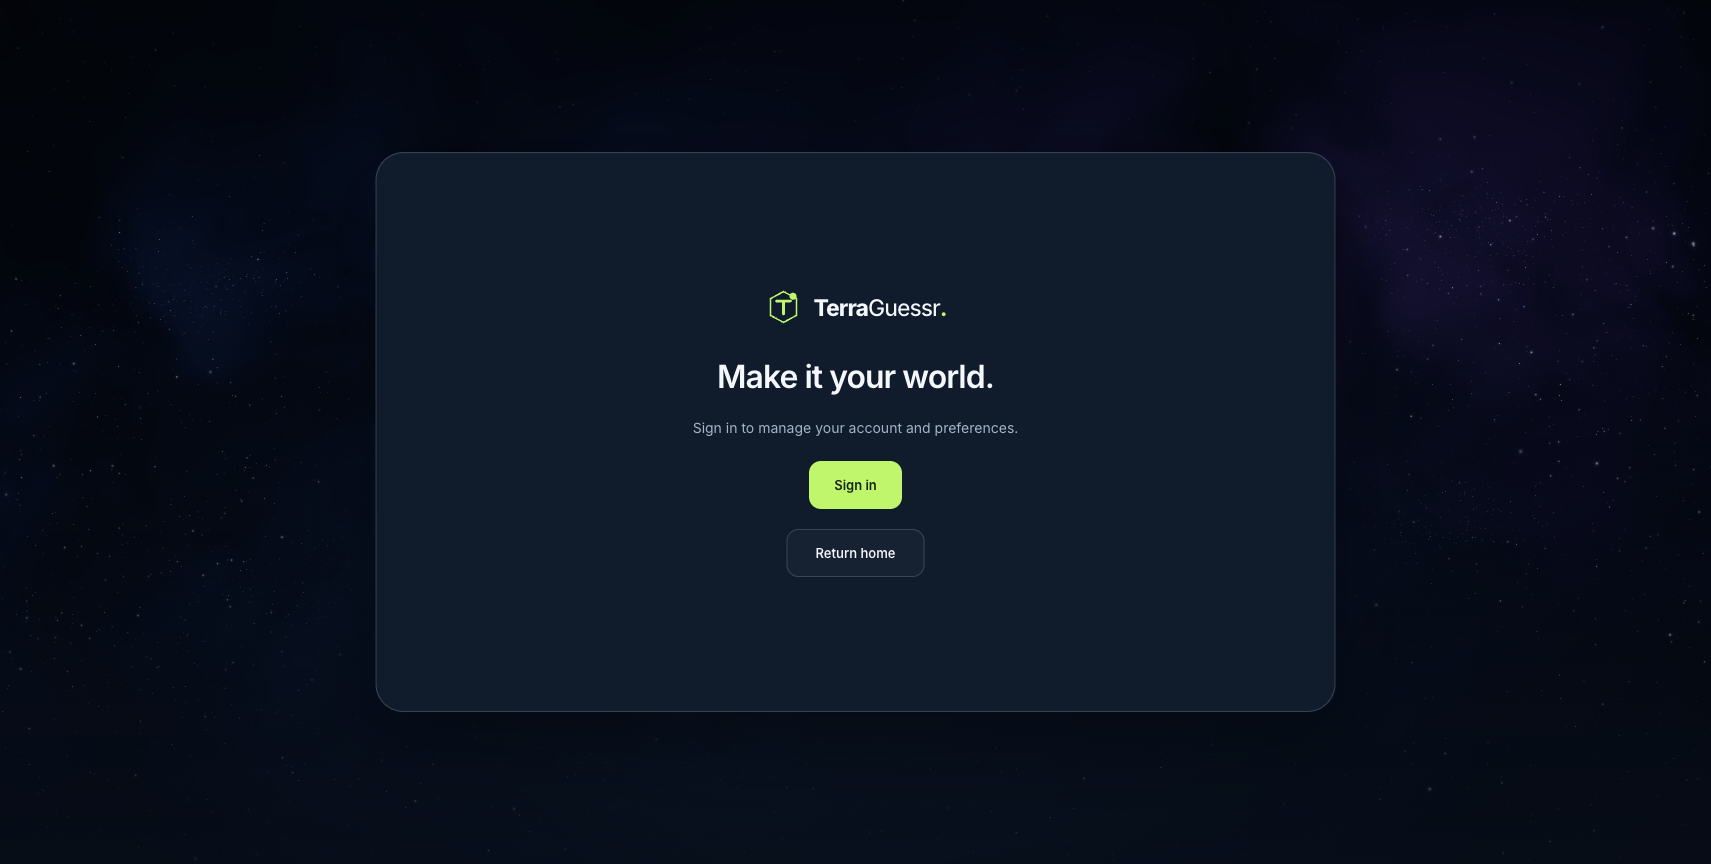 TerraGuessr.
Make it your world.
Sign in to manage your account and preferences.
Sign in
Return home